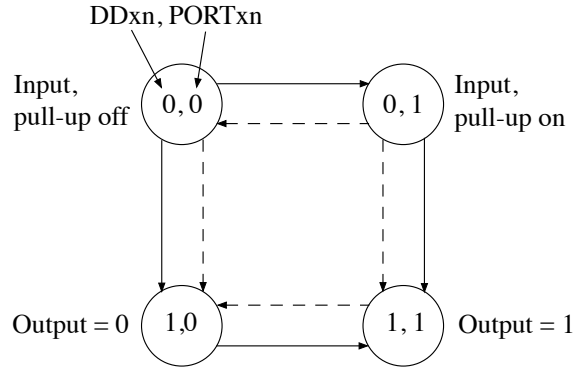 DDxn, PORTxn
Input,
pull-up off
0, 0
0, 1
Input,
pull-up on
Output = 0
1,0
1, 1
Output = 1